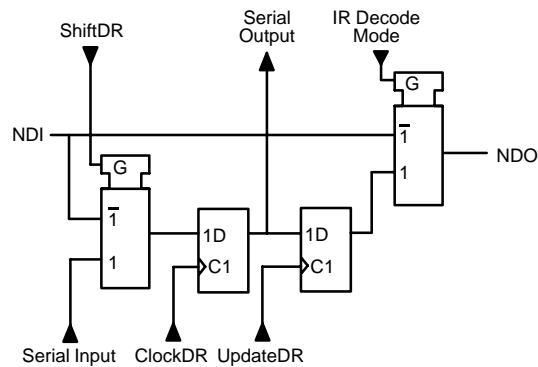 ShiftDR
Serial
Output
IR Decode
Mode
G
NDI
1
1
NDO
G
1
1
1D
C1
1D
C1
Serial Input
ClockDR
UpdateDR